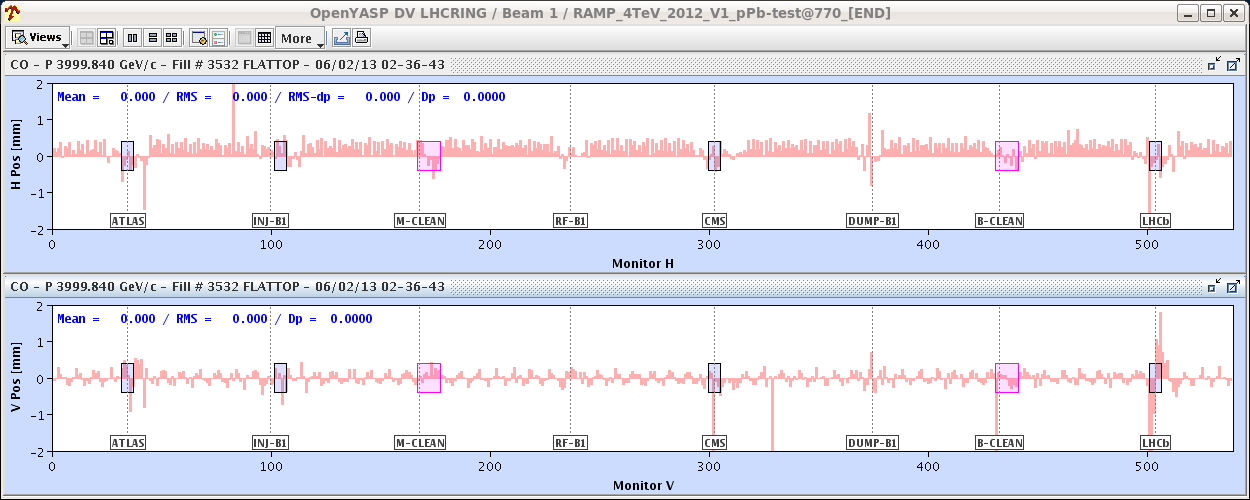 OpenYASP DV LHCRING / Beam 1 / RAMP_4TeV_2012_V1_pPb-test@770_[END]
Views More
CO - P 3999.840 GeV/c - Fill # 3532 FLATTOP - 06/02/13 02-36-43
Mean = 0.000 / RMS = 0.000 / RMS-dp = 0.000 / Dp = 0.0000
H Pos [mm]
2
1
0
-1
-2
ATLAS INJ-B1 M-CLEAN RF-B1 CMS DUMP-B1 B-CLEAN LHCb
0 100 200 300 400 500
Monitor H
CO - P 3999.840 GeV/c - Fill # 3532 FLATTOP - 06/02/13 02-36-43
Mean = 0.000 / RMS = 0.000 / Dp = 0.0000
V Pos [mm]
2
1
0
-1
-2
ATLAS INJ-B1 M-CLEAN RF-B1 CMS DUMP-B1 B-CLEAN LHCb
0 100 200 300 400 500
Monitor V